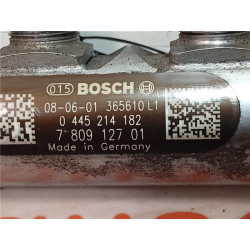 015 BOSCH
08-06-01 365610 L1
0 445 214 182
7 809 127 01
Made in Germany